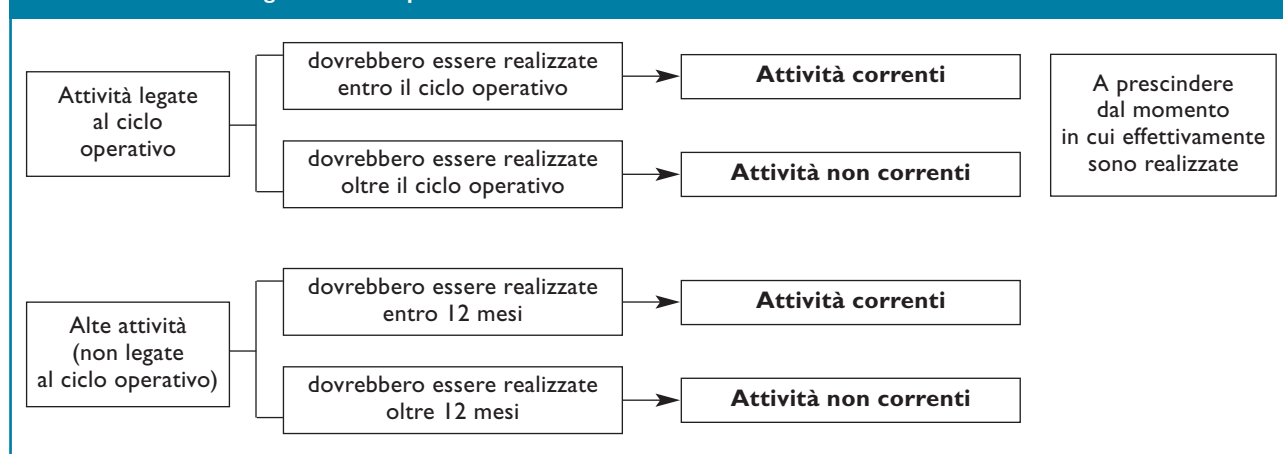 Attività legate
al ciclo
operativo
dovrebbero essere realizzate
entro il ciclo operativo
Attività correnti
dovrebbero essere realizzate
oltre il ciclo operativo
Attività non correnti
A prescindere
dal momento
in cui effettivamente
sono realizzate
Alte attività
(non legate
al ciclo operativo)
dovrebbero essere realizzate
entro 12 mesi
Attività correnti
dovrebbero essere realizzate
oltre 12 mesi
Attività non correnti